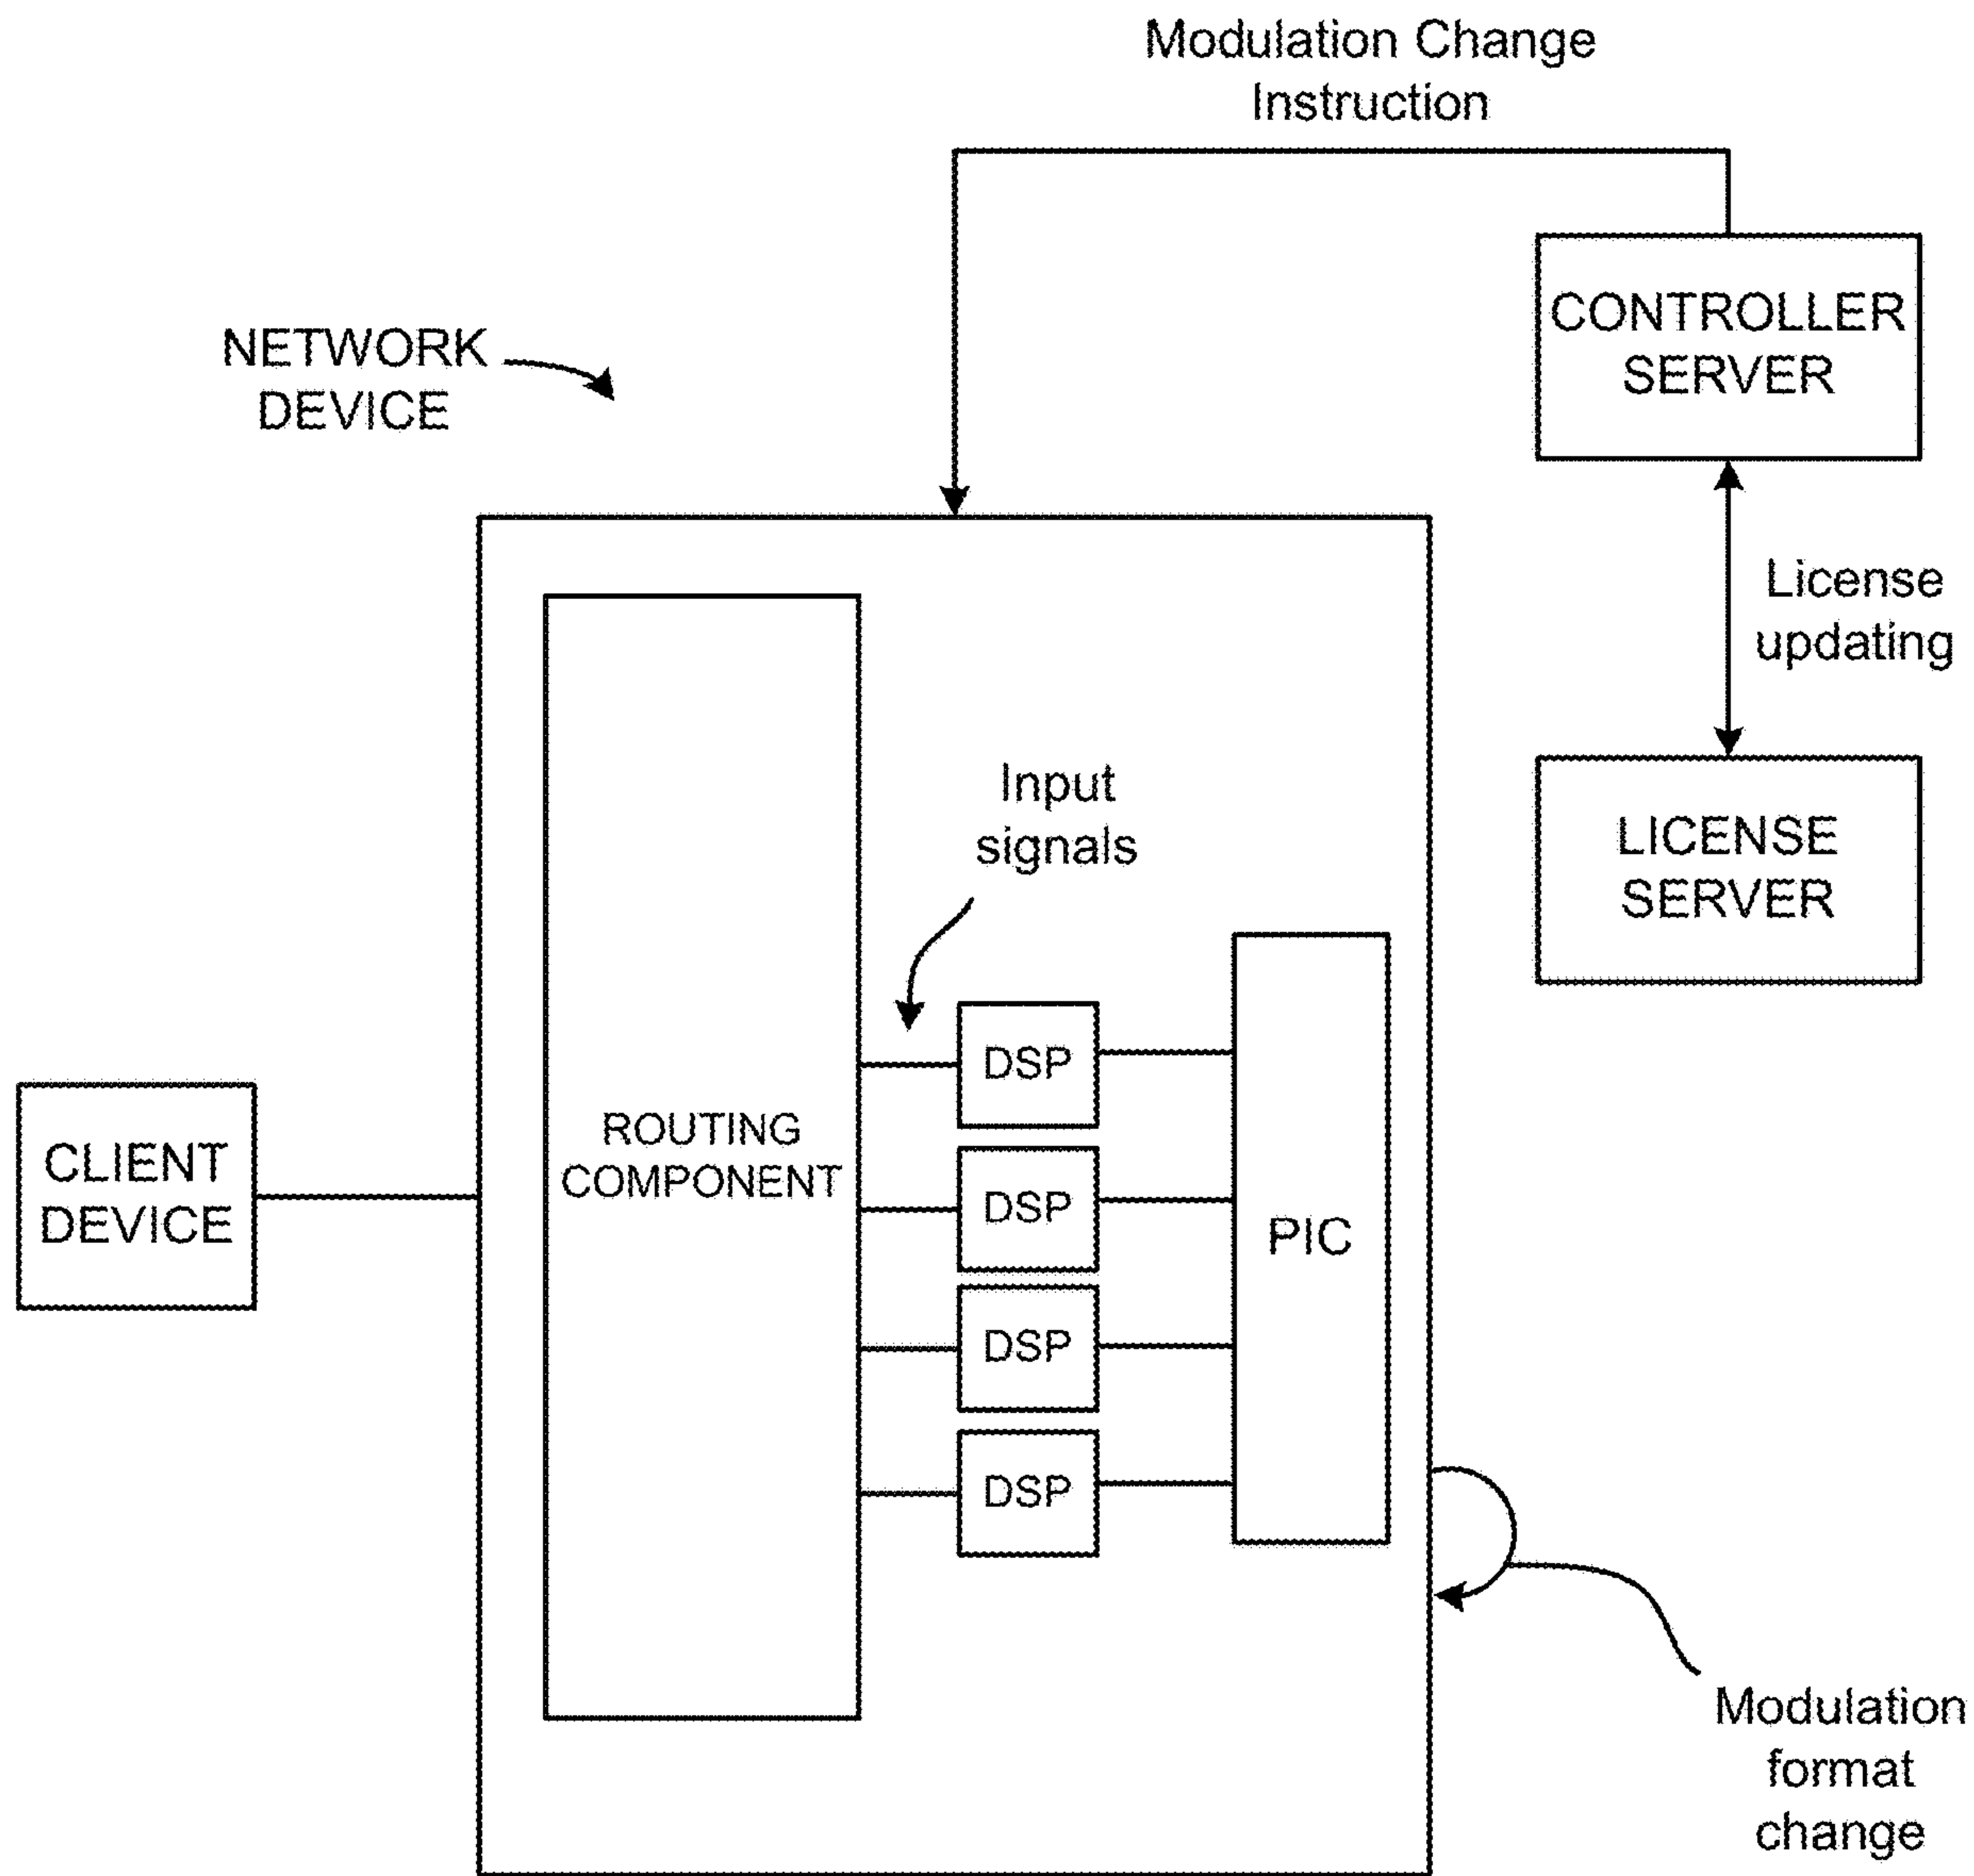 Modulation Change
Instruction
CONTROLLER
SERVER
NETWORK
DEVICE
License
updating
Input
signals
LICENSE
SERVER
DSP
ROUTING
COMPONENT
CLIENT
DEVICE
DSP
PIC
DSP
DSP
Modulation
format
change